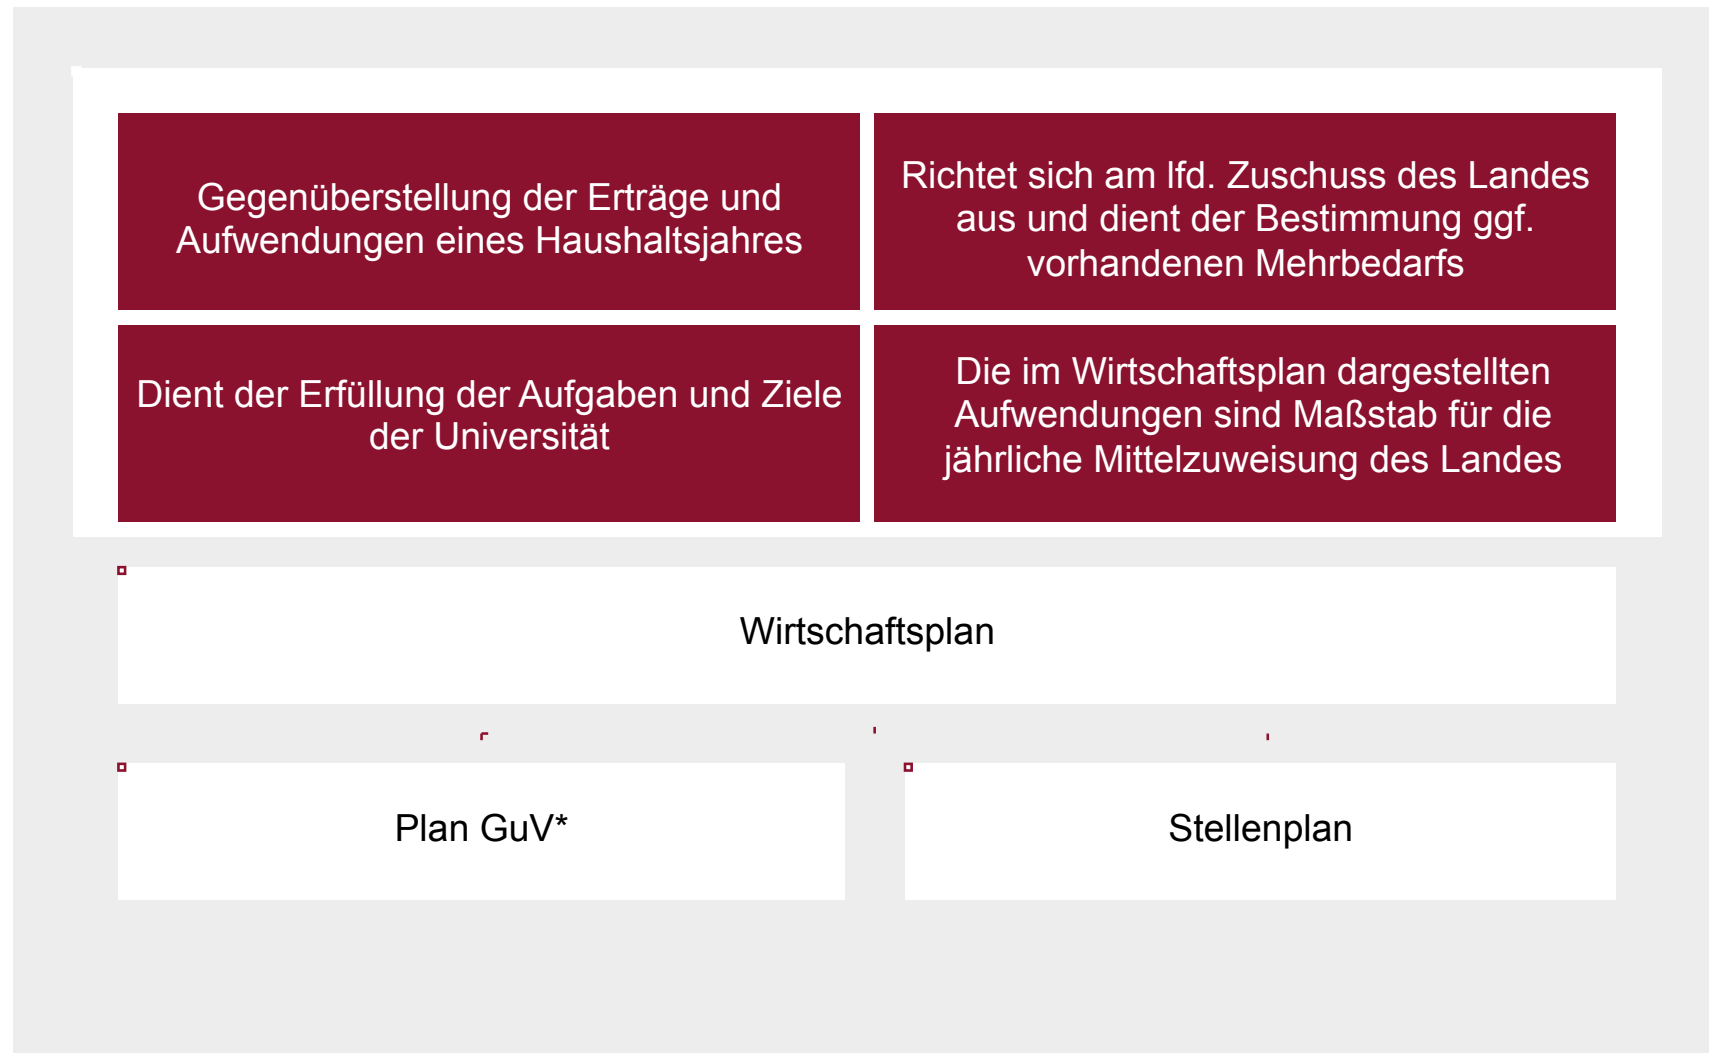 Gegenüberstellung der Erträge und
Aufwendungen eines Haushaltsjahres
Richtet sich am lfd. Zuschuss des Landes
aus und dient der Bestimmung ggf.
vorhandenen Mehrbedarfs
Dient der Erfüllung der Aufgaben und Ziele
der Universität
Die im Wirtschaftsplan dargestellten
Aufwendungen sind Maßstab für die
jährliche Mittelzuweisung des Landes
Wirtschaftsplan
Plan GuV*
Stellenplan